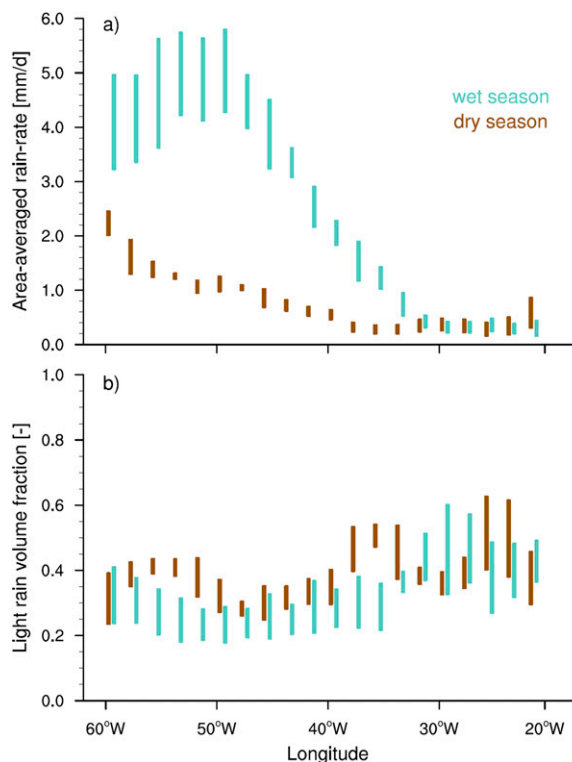 a)
6.0
5.0
4.0
3.0
2.0
1.0
0.0
Area-averaged rain-rate [mm/d]
wet season
dry season
b)
1.0
0.8
0.6
0.4
0.2
0.0
Light rain volume fraction [-]
60°W 50°W 40°W 30°W 20°W
Longitude